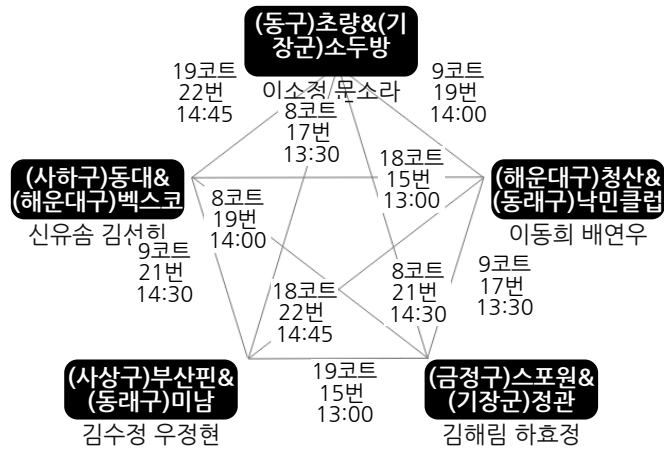 (동구)초량&(기
장군)소두방
이소정 문소라
19코트
22번
14:45
9코트
19번
14:00
8코트
17번
13:30
18코트
15번
13:00
(사하구)동대&
(해운대구)벡스코
신유솜 김선희
(해운대구)청산&
(동래구)낙민클럽
이동희 배연우
8코트
19번
14:00
9코트
21번
14:30
18코트
22번
14:45
8코트
21번
14:30
9코트
17번
13:30
(사상구)부산핀&
(동래구)미남
김수정 우정현
19코트
15번
13:00
(금정구)스포원&
(기장군)정관
김해림 하효정